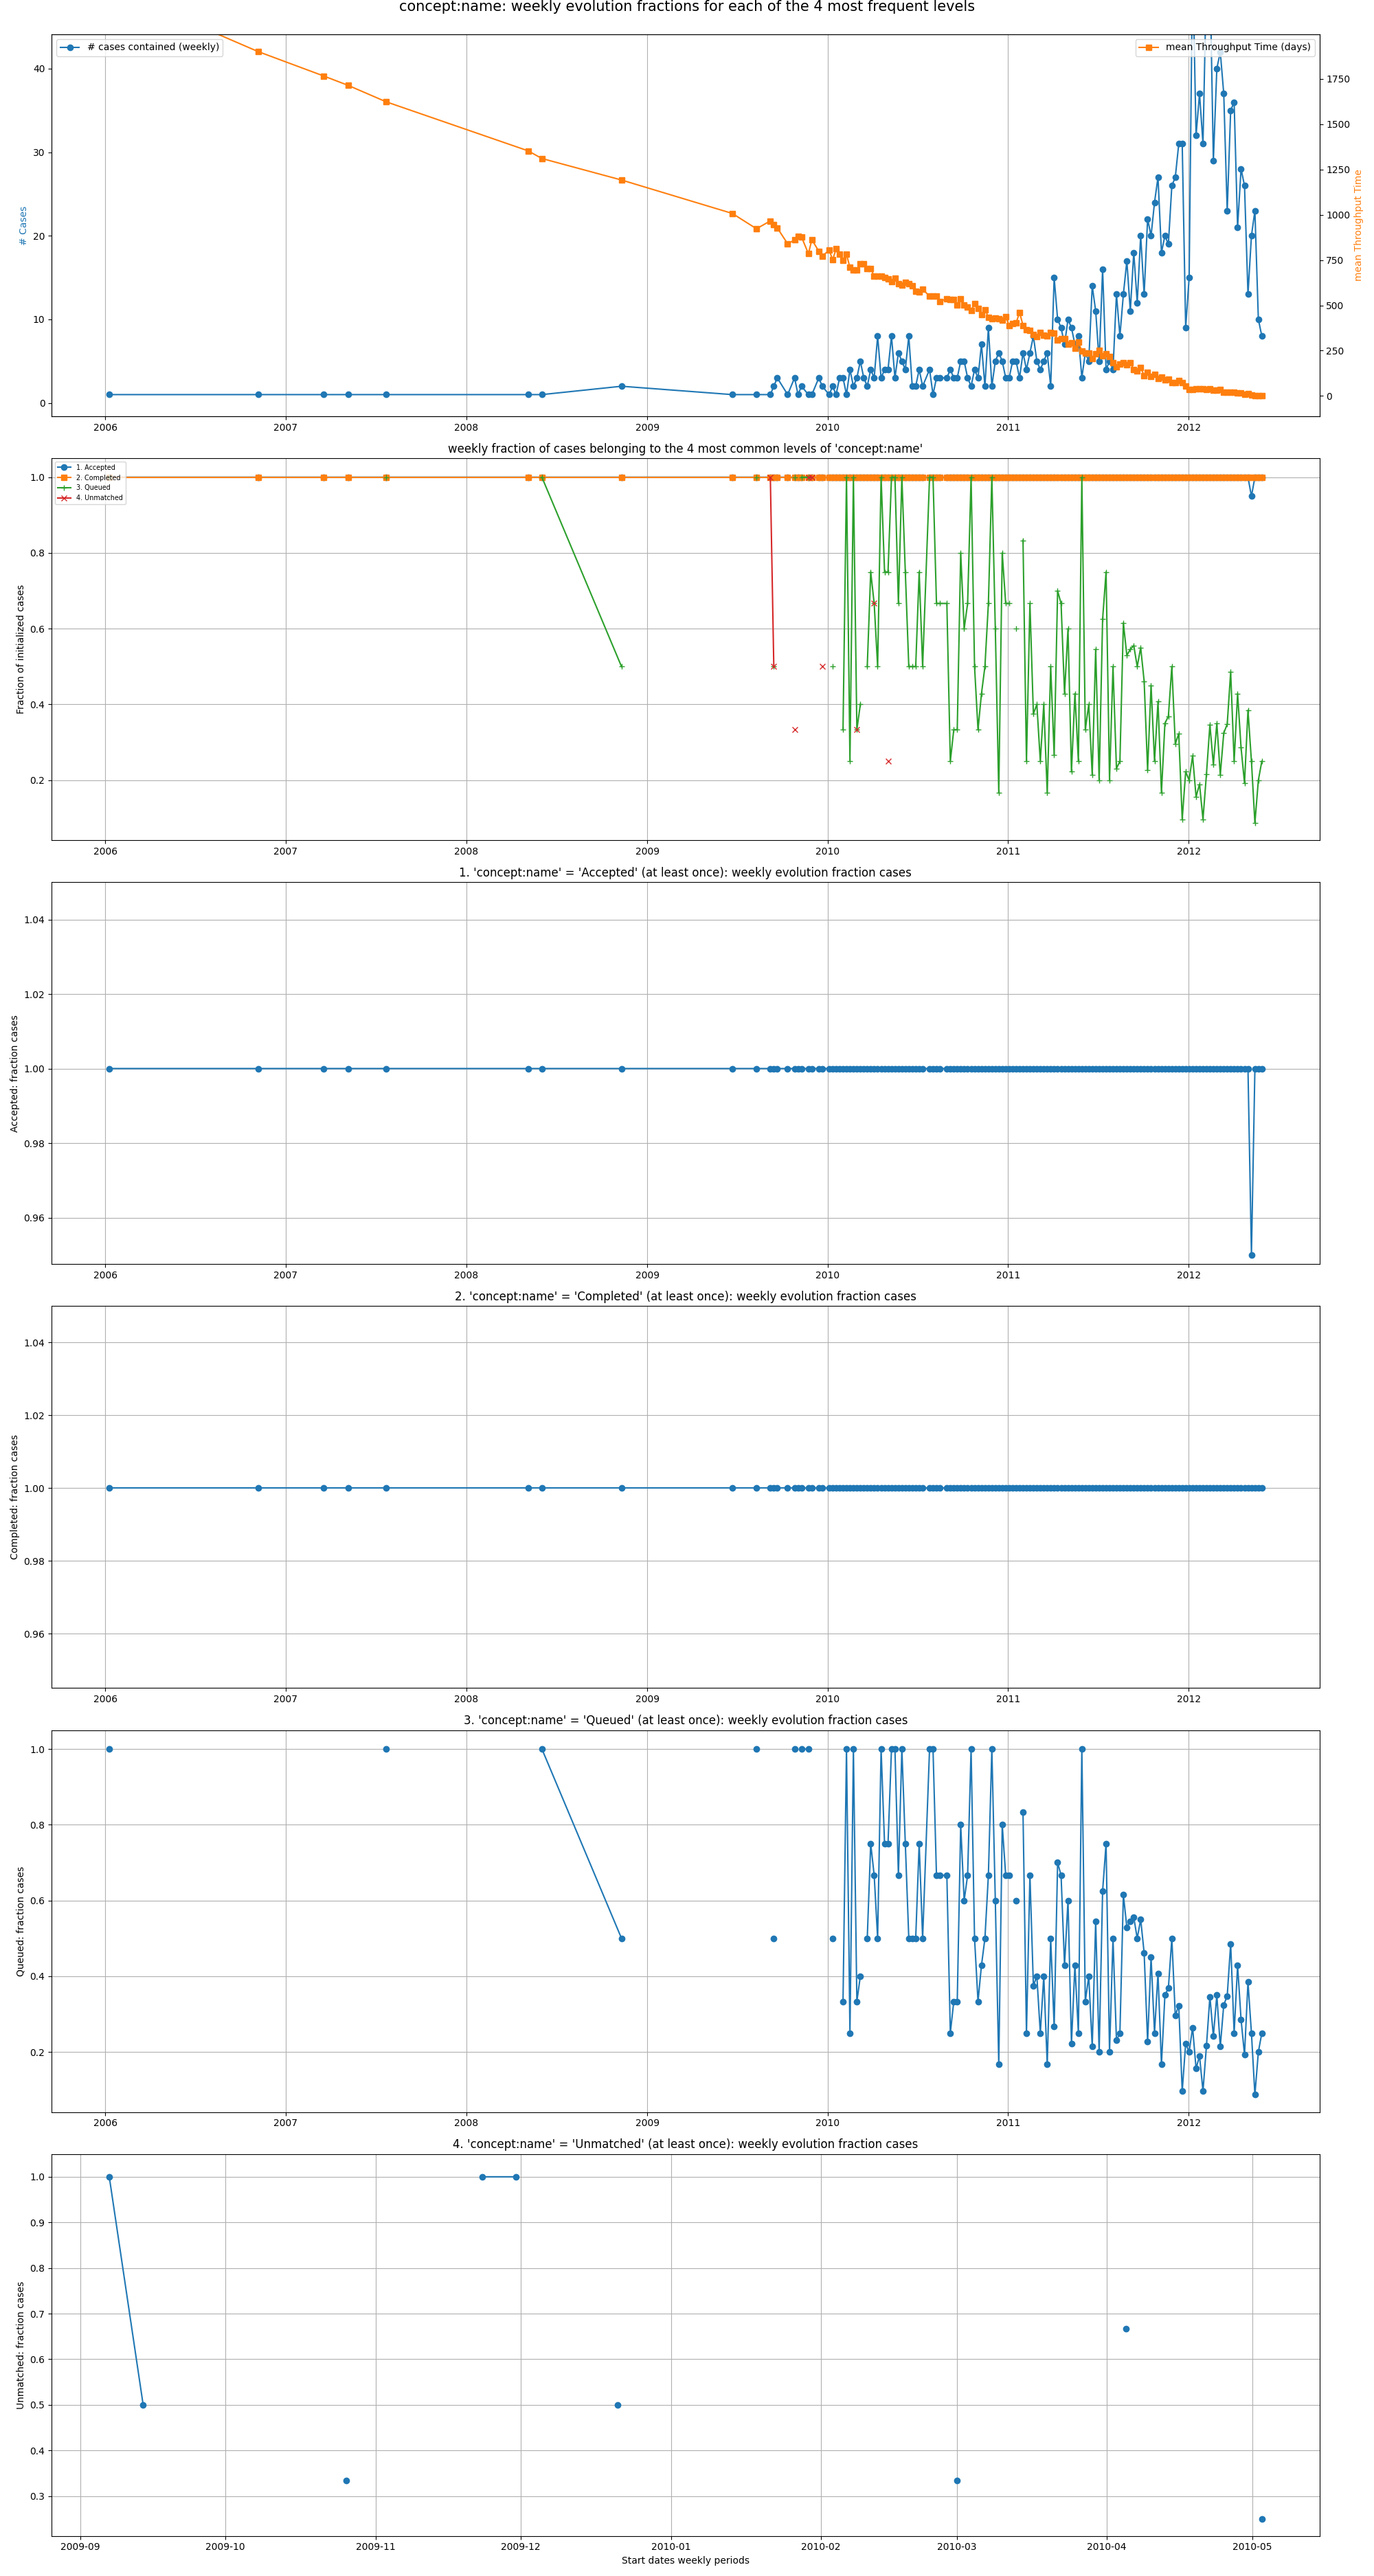 concept:name: weekly evolution fractions for each of the 4 most frequent levels
# cases contained (weekly)
mean Throughput Time (days)
# Cases
mean Throughput Time
40
30
20
10
0
1750
1500
1250
1000
750
500
250
0
2006 2007 2008 2009 2010 2011 2012
weekly fraction of cases belonging to the 4 most common levels of 'concept:name'
1. Accepted
2. Completed
3. Queued
4. Unmatched
Fraction of initialized cases
1.0
0.8
0.6
0.4
0.2
2006 2007 2008 2009 2010 2011 2012
1. 'concept:name' = 'Accepted' (at least once): weekly evolution fraction cases
Accepted: fraction cases
1.04
1.02
1.00
0.98
0.96
2006 2007 2008 2009 2010 2011 2012
2. 'concept:name' = 'Completed' (at least once): weekly evolution fraction cases
Completed: fraction cases
1.04
1.02
1.00
0.98
0.96
2006 2007 2008 2009 2010 2011 2012
3. 'concept:name' = 'Queued' (at least once): weekly evolution fraction cases
Queued: fraction cases
1.0
0.8
0.6
0.4
0.2
2006 2007 2008 2009 2010 2011 2012
4. 'concept:name' = 'Unmatched' (at least once): weekly evolution fraction cases
Unmatched: fraction cases
1.0
0.9
0.8
0.7
0.6
0.5
0.4
0.3
2009-09 2009-10 2009-11 2009-12 2010-01 2010-02 2010-03 2010-04 2010-05
Start dates weekly periods